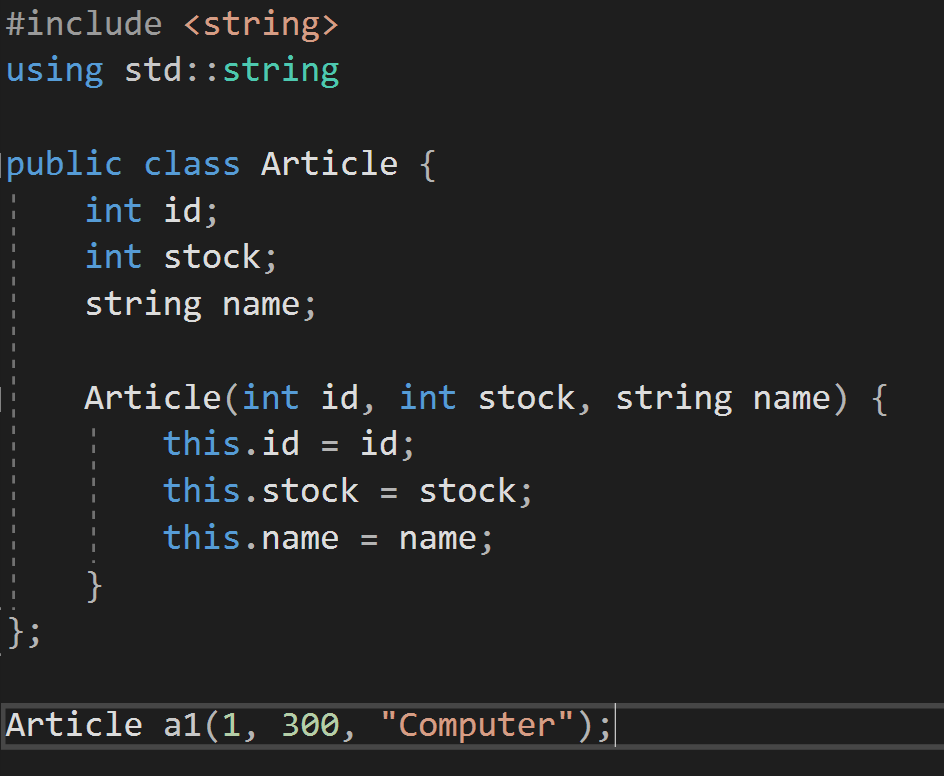 #include <string>
using std::string
public class Article {
int id;
int stock;
string name;
Article(int id, int stock, string name) {
this.id = id;
this.stock = stock;
this.name = name;
}
};
Article a1(1, 300, "Computer");